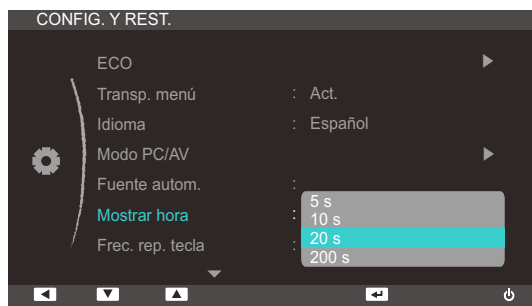 CONFIG. Y REST.
ECO
Transp. menú : Act.
Idioma : Español
Modo PC/AV
Fuente autom. :
Mostrar hora :
Frec. rep. tecla :
5 s
10 s
20 s
200 s